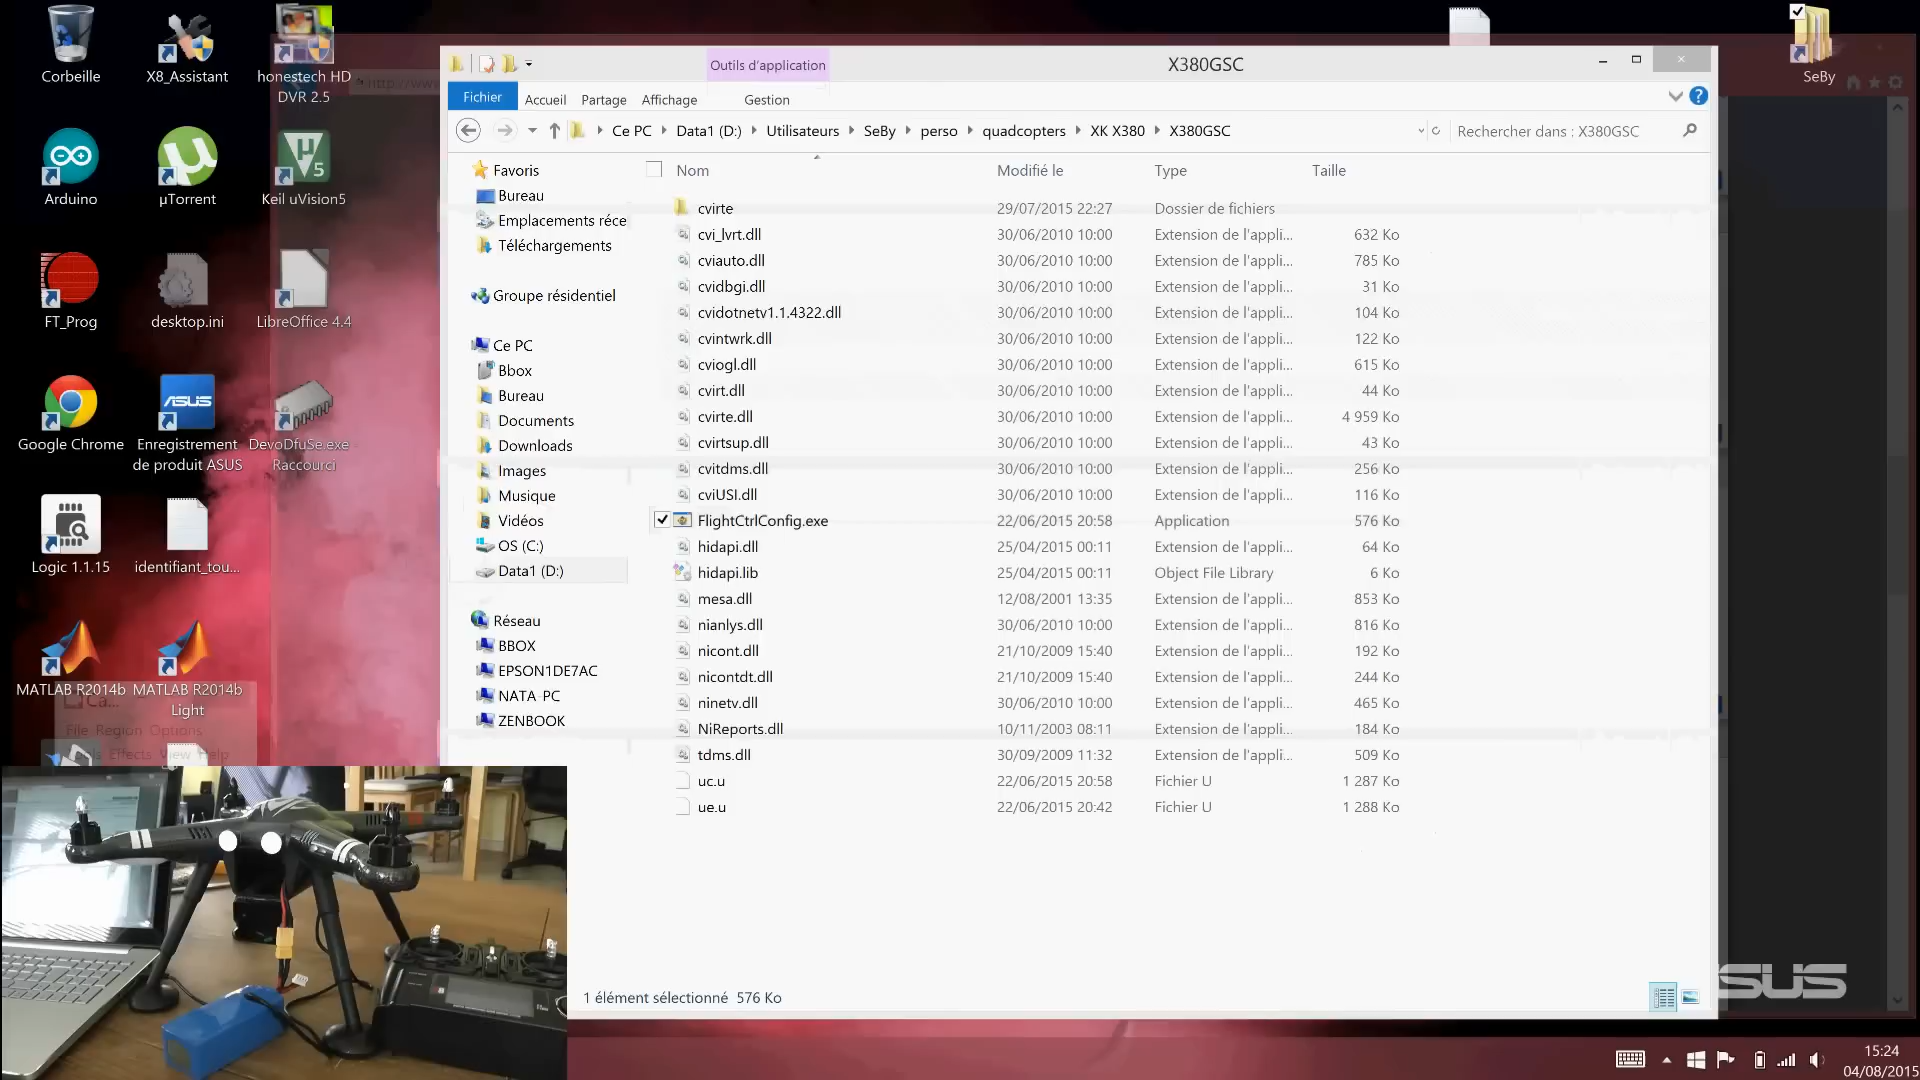 Corbeille
X8_Assistant
honestech HD
DVR 2.5
Arduino
µTorrent
Keil uVision5
FT_Prog
desktop.ini
LibreOffice 4.4
Google Chrome
Enregistrement
de produit ASUS
DevoDfuSe.exe
Raccourci
Logic 1.1.15
identifiant_tou...
MATLAB R2014b
MATLAB R2014b
Light
File Region Options
Tools Effects View Help
SeBy
Outils d'application
X380GSC
Fichier
Accueil
Partage
Affichage
Gestion
Ce PC
Data1 (D:)
Utilisateurs
SeBy
perso
quadcopters
XK X380
X380GSC
Rechercher dans : X380GSC
Favoris
Bureau
Emplacements réce
Téléchargements
Groupe résidentiel
Ce PC
Bbox
Bureau
Documents
Downloads
Images
Musique
Vidéos
OS (C:)
Data1 (D:)
Réseau
BBOX
EPSON1DE7AC
NATA-PC
ZENBOOK
Nom Modifié le Type Taille
cvirte 29/07/2015 22:27 Dossier de fichiers
cvi_lvrt.dll 30/06/2010 10:00 Extension de l'appli... 632 Ko
cviauto.dll 30/06/2010 10:00 Extension de l'appli... 785 Ko
cvidbgi.dll 30/06/2010 10:00 Extension de l'appli... 31 Ko
cvidotnetv1.1.4322.dll 30/06/2010 10:00 Extension de l'appli... 104 Ko
cvintwrk.dll 30/06/2010 10:00 Extension de l'appli... 122 Ko
cviogl.dll 30/06/2010 10:00 Extension de l'appli... 615 Ko
cvirt.dll 30/06/2010 10:00 Extension de l'appli... 44 Ko
cvirte.dll 30/06/2010 10:00 Extension de l'appli... 4 959 Ko
cvirtsup.dll 30/06/2010 10:00 Extension de l'appli... 43 Ko
cvitdms.dll 30/06/2010 10:00 Extension de l'appli... 256 Ko
cviUSI.dll 30/06/2010 10:00 Extension de l'appli... 116 Ko
FlightCtrlConfig.exe 22/06/2015 20:58 Application 576 Ko
hidapi.dll 25/04/2015 00:11 Extension de l'appli... 64 Ko
hidapi.lib 25/04/2015 00:11 Object File Library 6 Ko
mesa.dll 12/08/2001 13:35 Extension de l'appli... 853 Ko
nianlys.dll 30/06/2010 10:00 Extension de l'appli... 816 Ko
nicont.dll 21/10/2009 15:40 Extension de l'appli... 192 Ko
nicontdt.dll 21/10/2009 15:40 Extension de l'appli... 244 Ko
ninetv.dll 30/06/2010 10:00 Extension de l'appli... 465 Ko
NiReports.dll 10/11/2003 08:11 Extension de l'appli... 184 Ko
tdms.dll 30/09/2009 11:32 Extension de l'appli... 509 Ko
uc.u 22/06/2015 20:58 Fichier U 1 287 Ko
ue.u 22/06/2015 20:42 Fichier U 1 288 Ko
1 élément sélectionné 576 Ko
15:24
04/08/2015